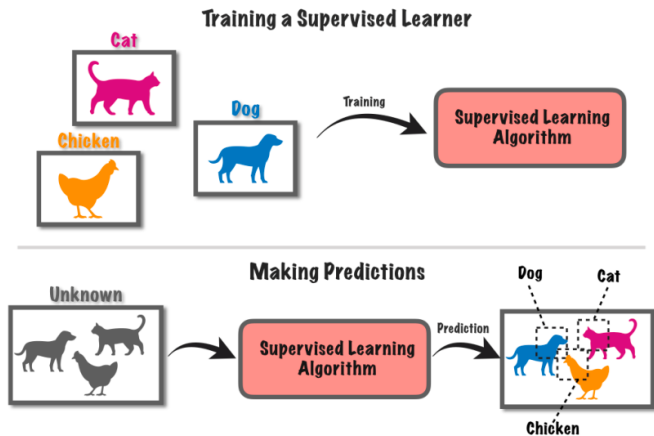 Training a Supervised Learner
Cat
Dog
Chicken
Training
Supervised Learning
Algorithm
Making Predictions
Unknown
Supervised Learning
Algorithm
Prediction
Dog
Cat
Chicken